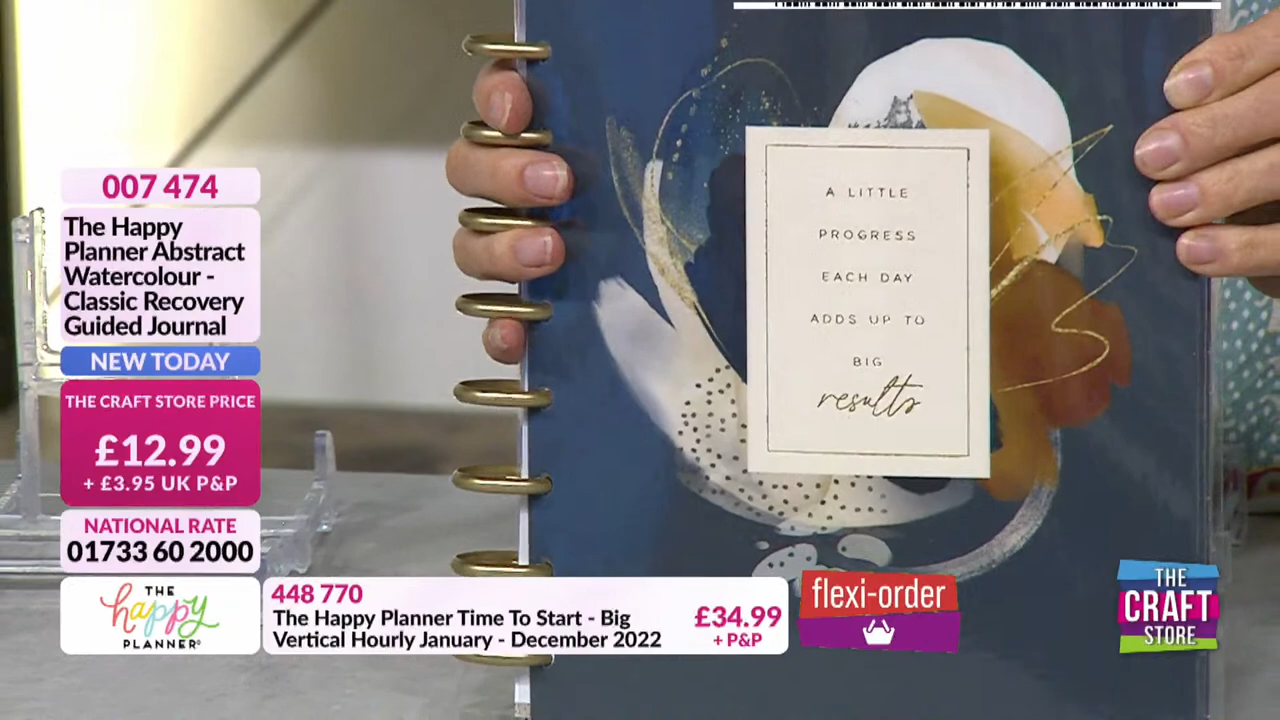 007 474
The Happy
Planner Abstract
Watercolour -
Classic Recovery
Guided Journal
NEW TODAY
THE CRAFT STORE PRICE
£12.99
+ £3.95 UK P&P
NATIONAL RATE
01733 60 2000
THE
happy
PLANNER®
448 770
The Happy Planner Time To Start - Big
Vertical Hourly January - December 2022
£34.99
+ P&P
flexi-order
THE
CRAFT
STORE
A LITTLE
PROGRESS
EACH DAY
ADDS UP TO
BIG
results